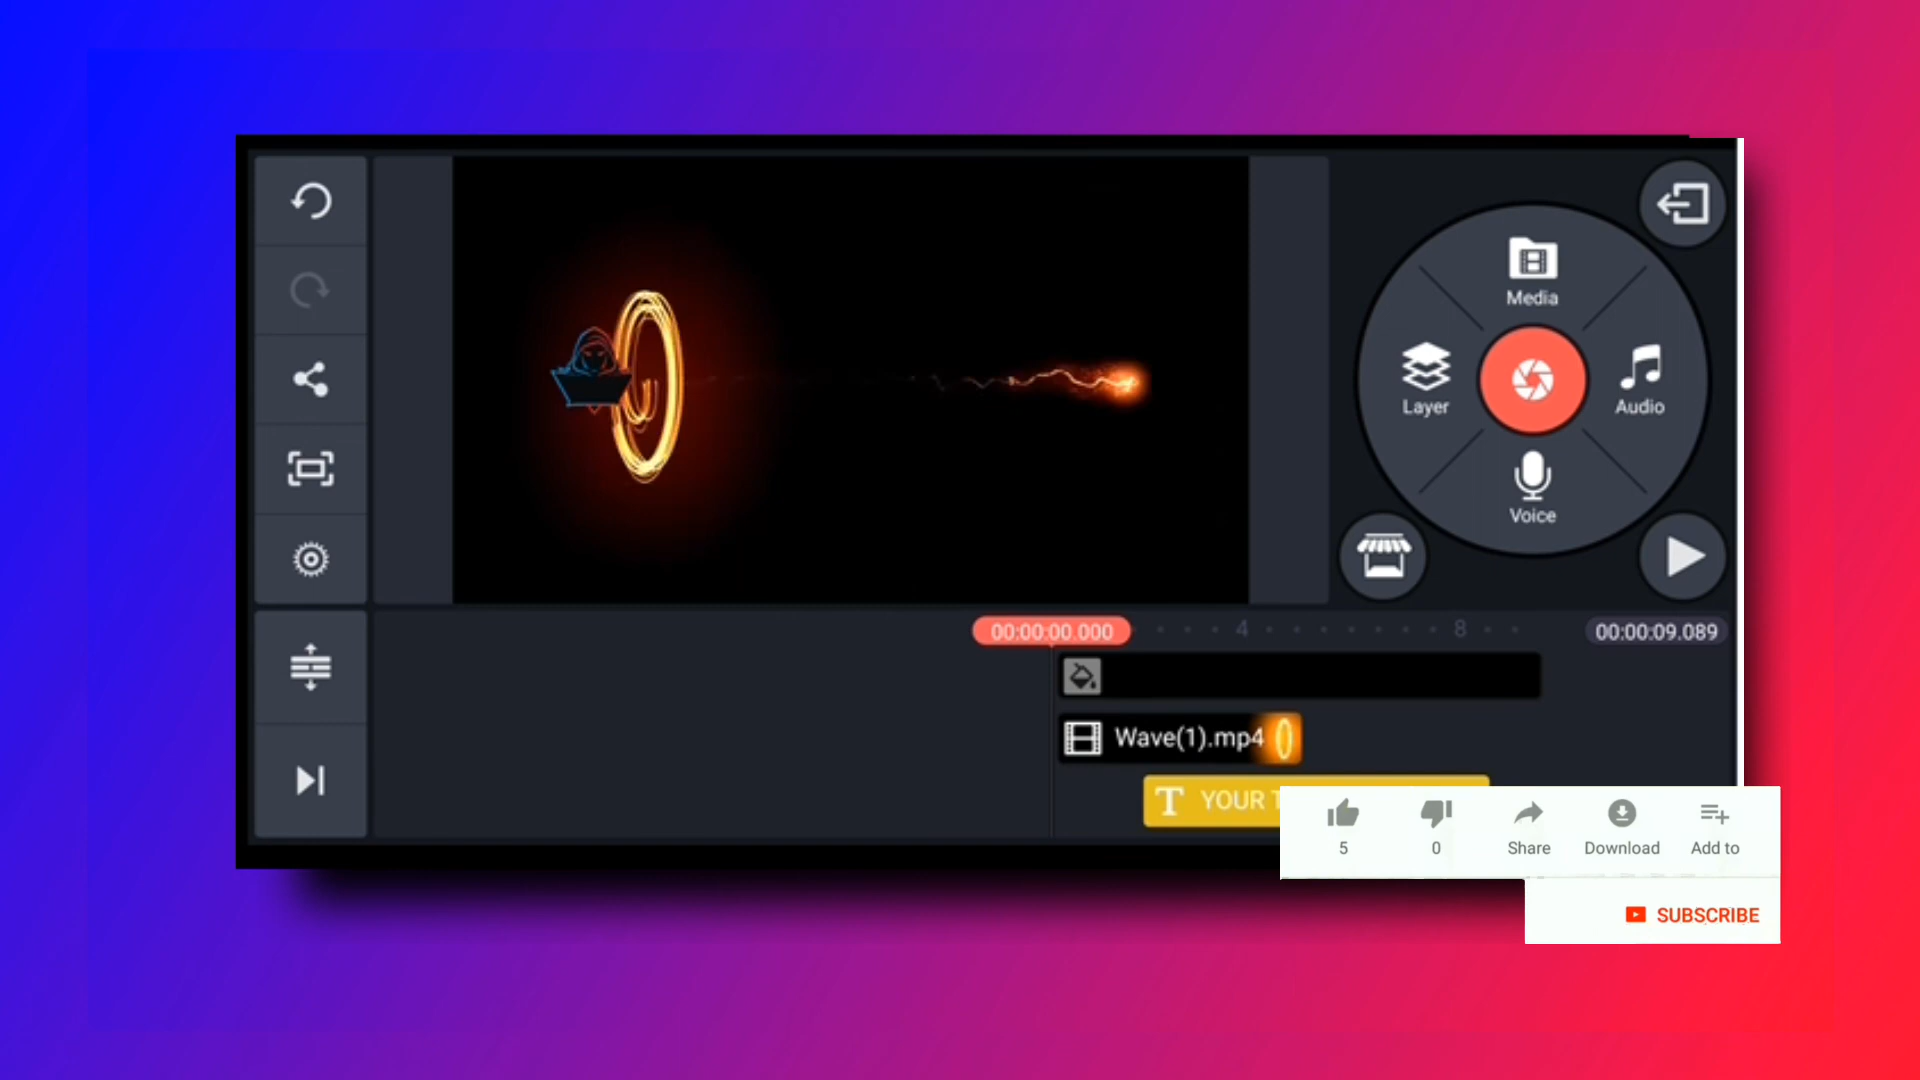 Media
Layer
Audio
Voice
00:00:00.000
4
8
00:00:09.089
Wave(1).mp4
T YOUR
5
0
Share
Download
Add to
SUBSCRIBE